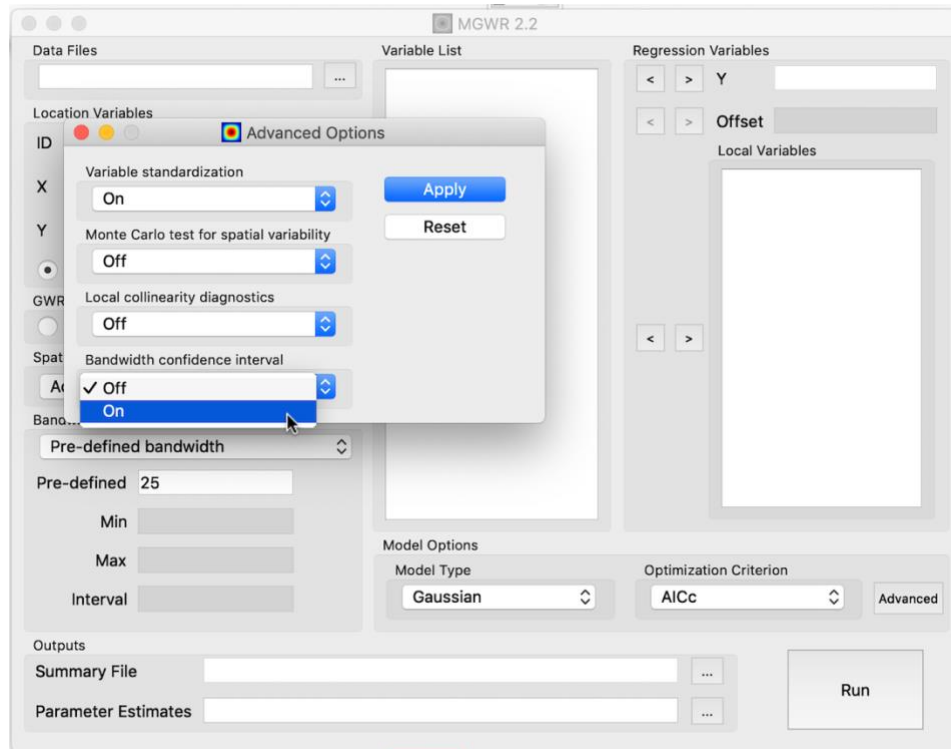 MGWR 2.2
Data Files
...
Variable List
Regression Variables
< > Y
< > Offset
Local Variables
< >
Location Variables
ID
X
Y
GWR
Spat
Advanced Options
Variable standardization
On
Monte Carlo test for spatial variability
Off
Local collinearity diagnostics
Off
Bandwidth confidence interval
✓ Off
On
Apply
Reset
Pre-defined bandwidth
Pre-defined 25
Min
Max
Interval
Model Options
Model Type
Gaussian
Optimization Criterion
AICc
Advanced
Outputs
Summary File
...
Parameter Estimates
...
Run